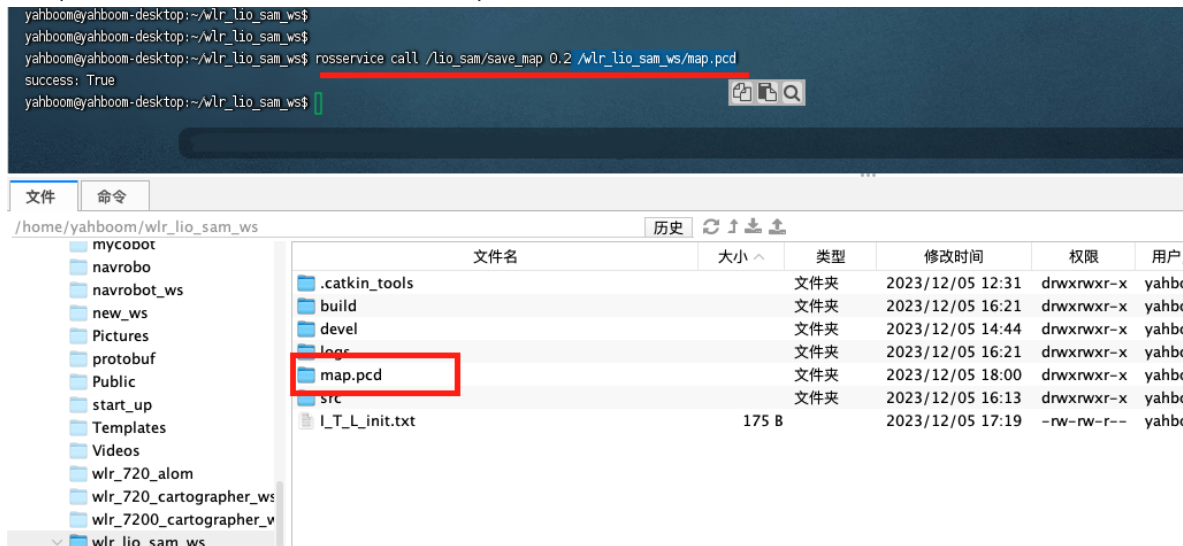 yahboom@yahboom-desktop:~/wlr_lio_sam_ws$
yahboom@yahboom-desktop:~/wlr_lio_sam_ws$
yahboom@yahboom-desktop:~/wlr_lio_sam_ws$ rosservice call /lio_sam/save_map 0.2 /wlr_lio_sam_ws/map.pcd
success: True
yahboom@yahboom-desktop:~/wlr_lio_sam_ws$
文件 命令
/home/yahboom/wlr_lio_sam_ws 历史
mycobot
navrobo
navrobot_ws
new_ws
Pictures
protobuf
Public
start_up
Templates
Videos
wlr_720_alom
wlr_720_cartographer_ws
wlr_7200_cartographer_w
wlr_lio_sam_ws
文件名 大小 类型 修改时间 权限 用户
.catkin_tools 文件夹 2023/12/05 12:31 drwxrwxr-x yahbo
build 文件夹 2023/12/05 16:21 drwxrwxr-x yahbo
devel 文件夹 2023/12/05 14:44 drwxrwxr-x yahbo
logs 文件夹 2023/12/05 16:21 drwxrwxr-x yahbo
map.pcd 文件夹 2023/12/05 18:00 drwxrwxr-x yahbo
src 文件夹 2023/12/05 16:13 drwxrwxr-x yahbo
I_T_L_init.txt 175 B 2023/12/05 17:19 -rw-rw-r-- yahbo